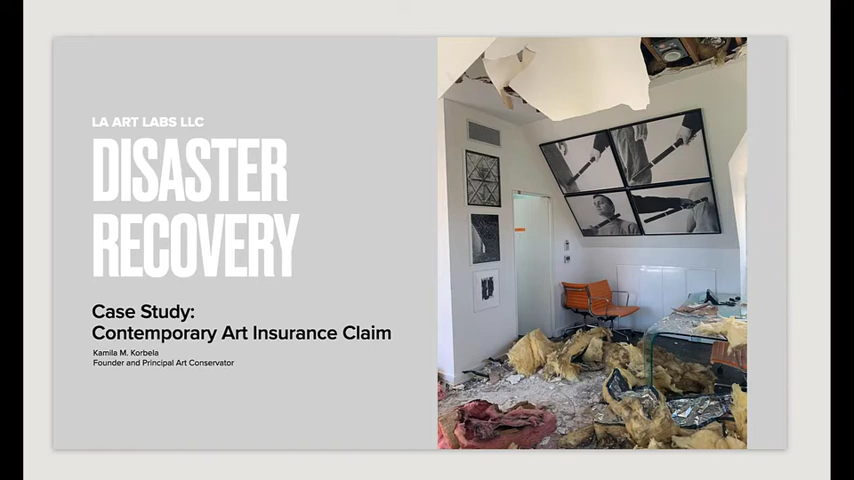 LA ART LABS LLC
DISASTER
RECOVERY
Case Study:
Contemporary Art Insurance Claim
Kamila M. Korbela
Founder and Principal Art Conservator